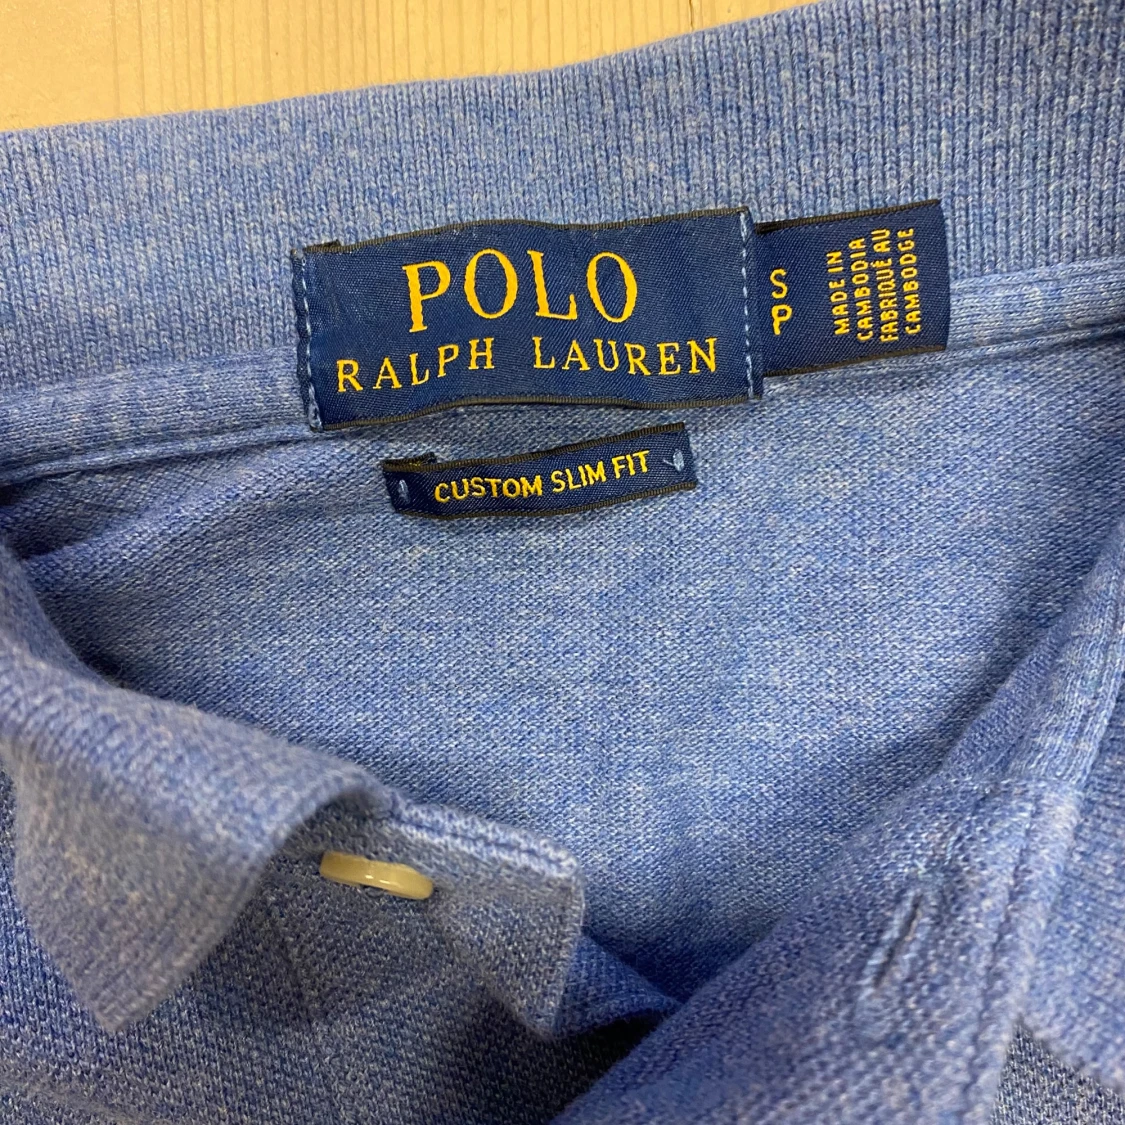 POLO
RALPH LAUREN
S
P
MADE IN
CAMBODIA
FABRIQUÉ AU
CAMBODGE
CUSTOM SLIM FIT